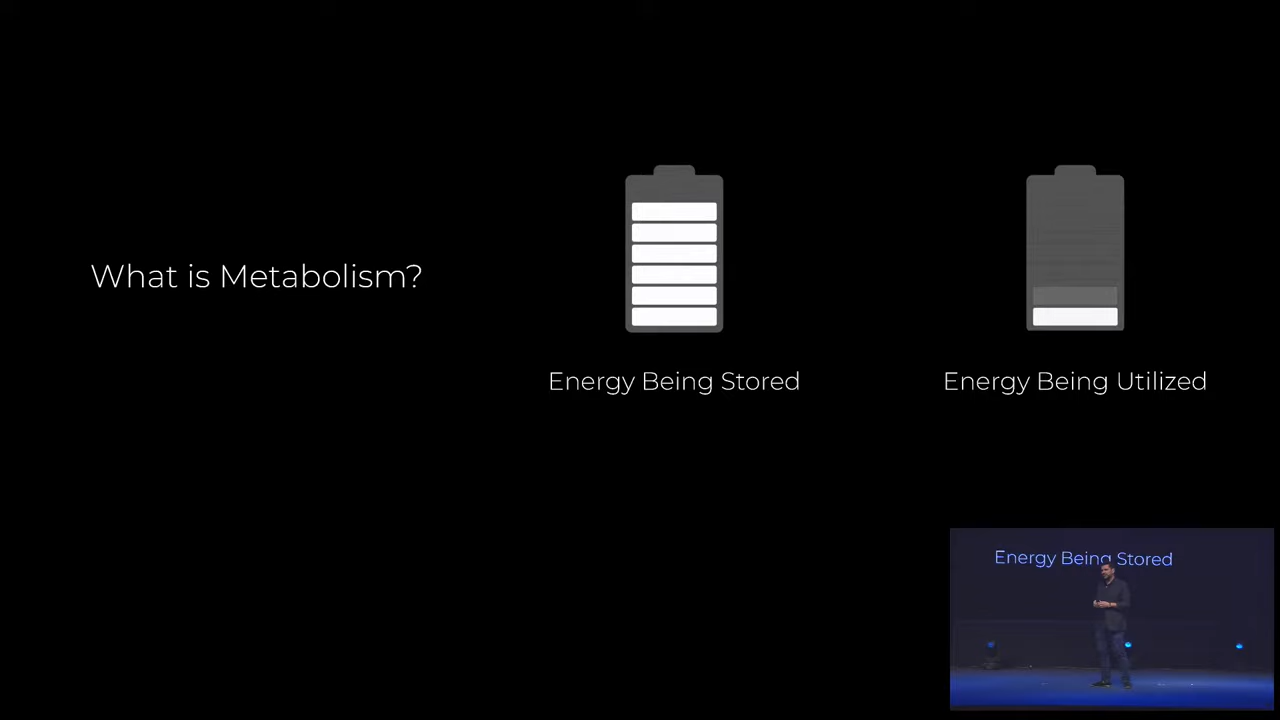 What is Metabolism?
Energy Being Stored
Energy Being Utilized
Energy Being Stored